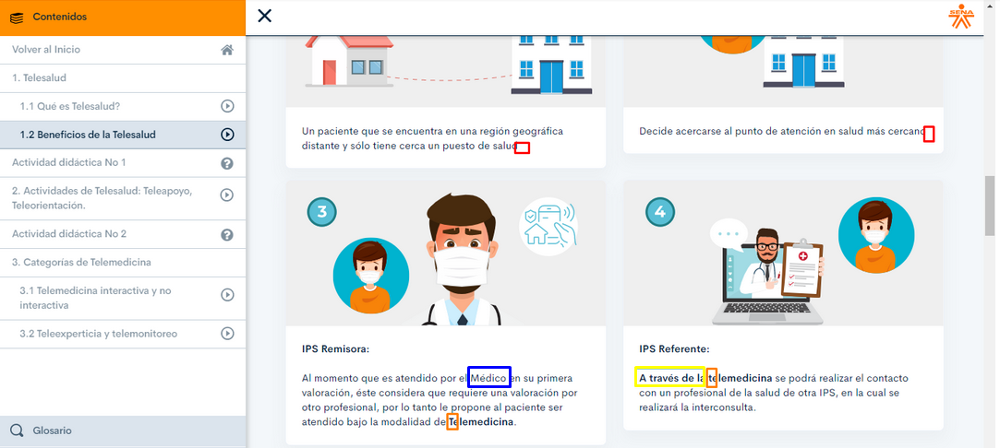 Contenidos
SENA
Volver al Inicio
1. Telesalud
1.1 Qué es Telesalud?
1.2 Beneficios de la Telesalud
Actividad didáctica No 1
2. Actividades de Telesalud: Teleapoyo,
Teleorientación.
Actividad didáctica No 2
3. Categorías de Telemedicina
3.1 Telemedicina interactiva y no
interactiva
3.2 Teleexperticia y telemonitoreo
Glosario
Un paciente que se encuentra en una región geográfica
distante y sólo tiene cerca un puesto de salud
Decide acercarse al punto de atención en salud más cercano
3
IPS Remisora:
Al momento que es atendido por el Médico en su primera
valoración, éste considera que requiere una valoración por
otro profesional, por lo tanto le propone al paciente ser
atendido bajo la modalidad de Telemedicina.
4
IPS Referente:
A través de la telemedicina se podrá realizar el contacto
con un profesional de la salud de otra IPS, en la cual se
realizará la interconsulta.